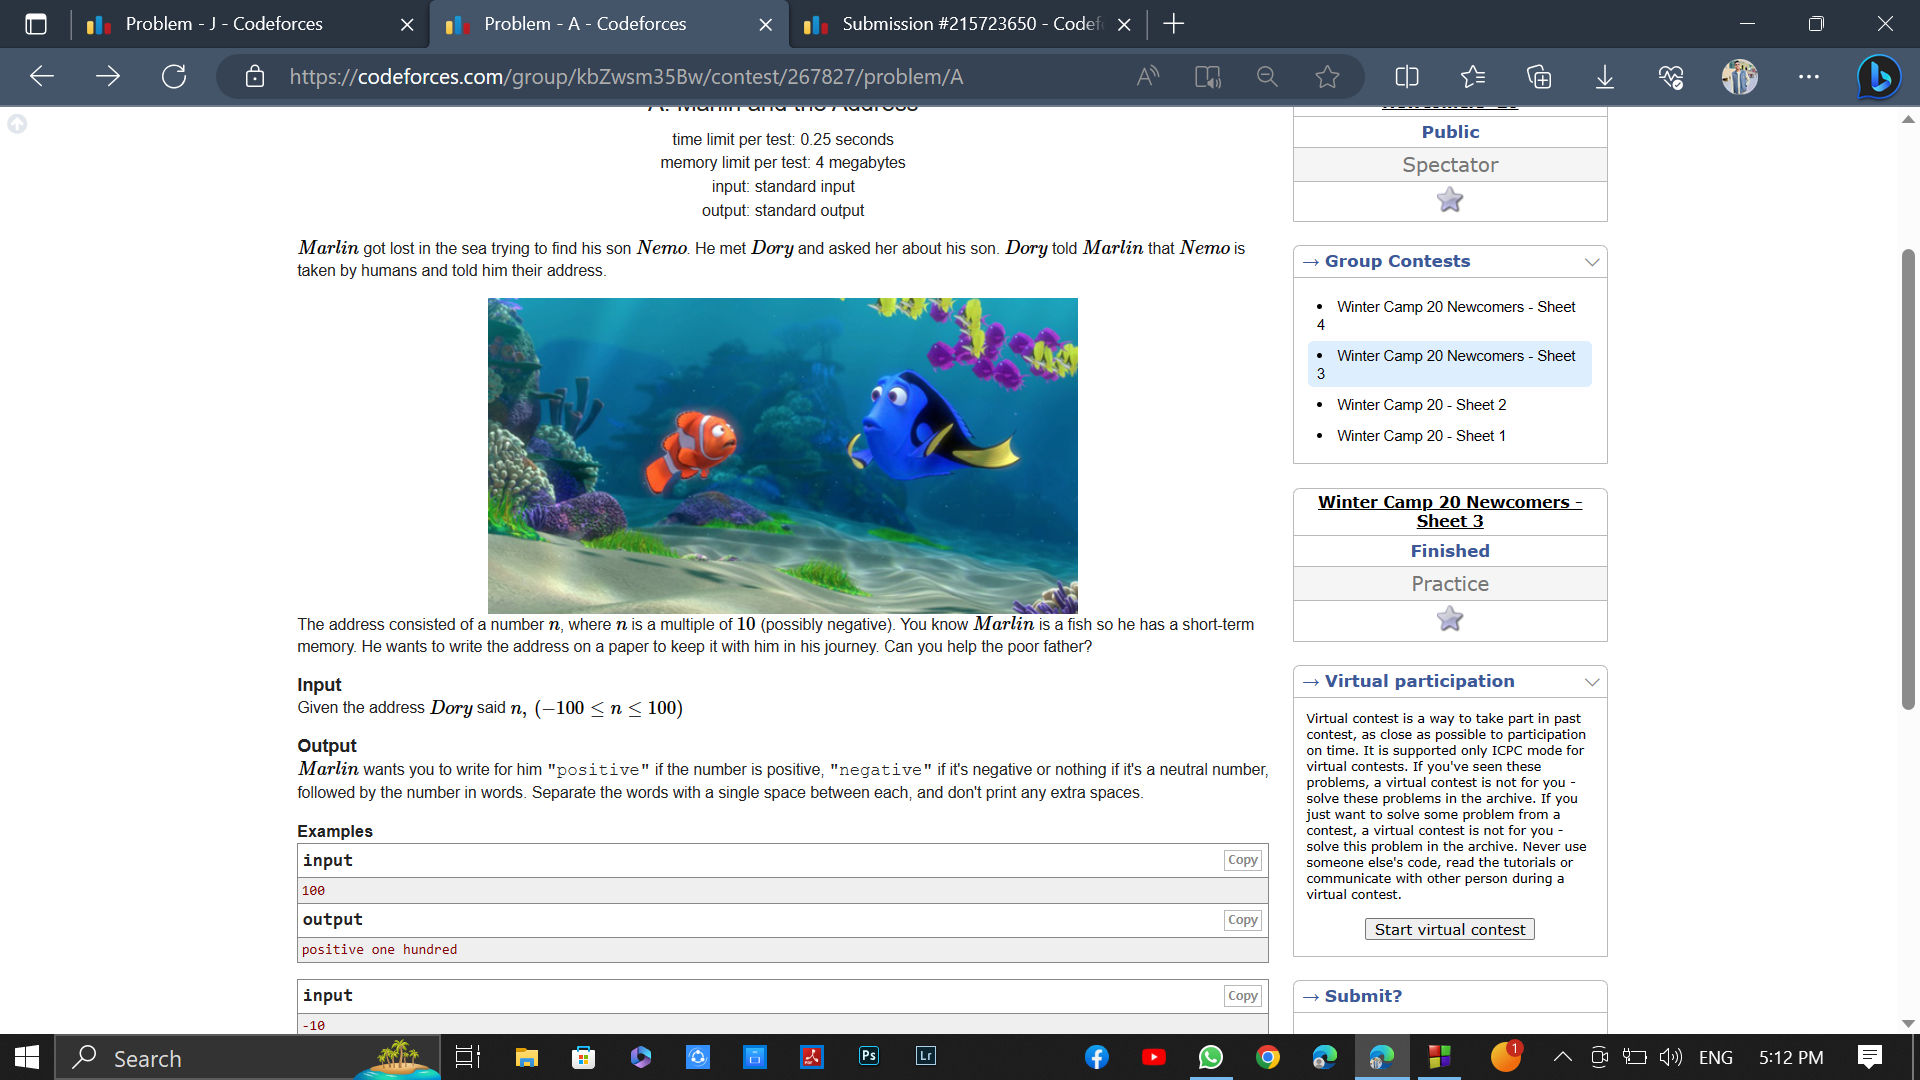 Problem - J - Codeforces
Problem - A - Codeforces
Submission #215723650 - Codef
https://codeforces.com/group/kbZwsm35Bw/contest/267827/problem/A
A. Marlin and the Address
time limit per test: 0.25 seconds
memory limit per test: 4 megabytes
input: standard input
output: standard output
Marlin got lost in the sea trying to find his son Nemo. He met Dory and asked her about his son. Dory told Marlin that Nemo is
taken by humans and told him their address.
The address consisted of a number n, where n is a multiple of 10 (possibly negative). You know Marlin is a fish so he has a short-term
memory. He wants to write the address on a paper to keep it with him in his journey. Can you help the poor father?
Input
Given the address Dory said n, (−100 ≤ n ≤ 100)
Output
Marlin wants you to write for him "positive" if the number is positive, "negative" if it's negative or nothing if it's a neutral number,
followed by the number in words. Separate the words with a single space between each, and don't print any extra spaces.
Examples
input
Copy
100
output
Copy
positive one hundred
input
Copy
-10
Public
Spectator
→ Group Contests
• Winter Camp 20 Newcomers - Sheet
4
• Winter Camp 20 Newcomers - Sheet
3
• Winter Camp 20 - Sheet 2
• Winter Camp 20 - Sheet 1
Winter Camp 20 Newcomers -
Sheet 3
Finished
Practice
→ Virtual participation
Virtual contest is a way to take part in past
contest, as close as possible to participation
on time. It is supported only ICPC mode for
virtual contests. If you've seen these
problems, a virtual contest is not for you -
solve these problems in the archive. If you
just want to solve some problem from a
contest, a virtual contest is not for you -
solve this problem in the archive. Never use
someone else's code, read the tutorials or
communicate with other person during a
virtual contest.
Start virtual contest
→ Submit?
Search
Ps
Lr
1
ENG
5:12 PM